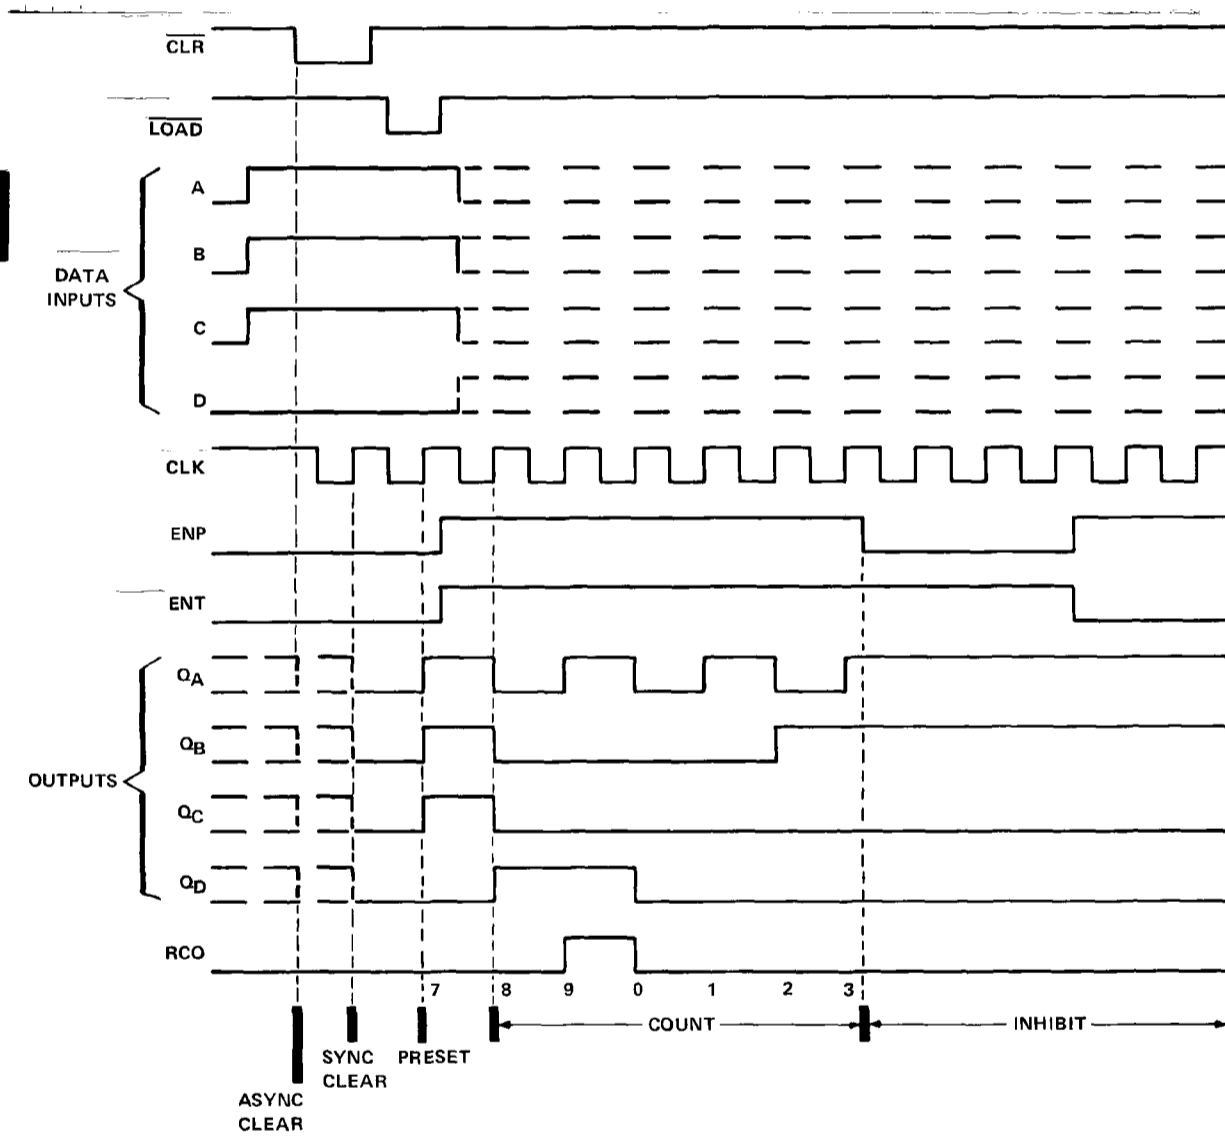 CLR
LOAD
A
B
DATA
INPUTS
C
D
CLK
ENP
ENT
QA
QB
OUTPUTS
QC
QD
RCO
7 8 9 0 1 2 3
COUNT INHIBIT
SYNC
CLEAR
PRESET
ASYNC
CLEAR